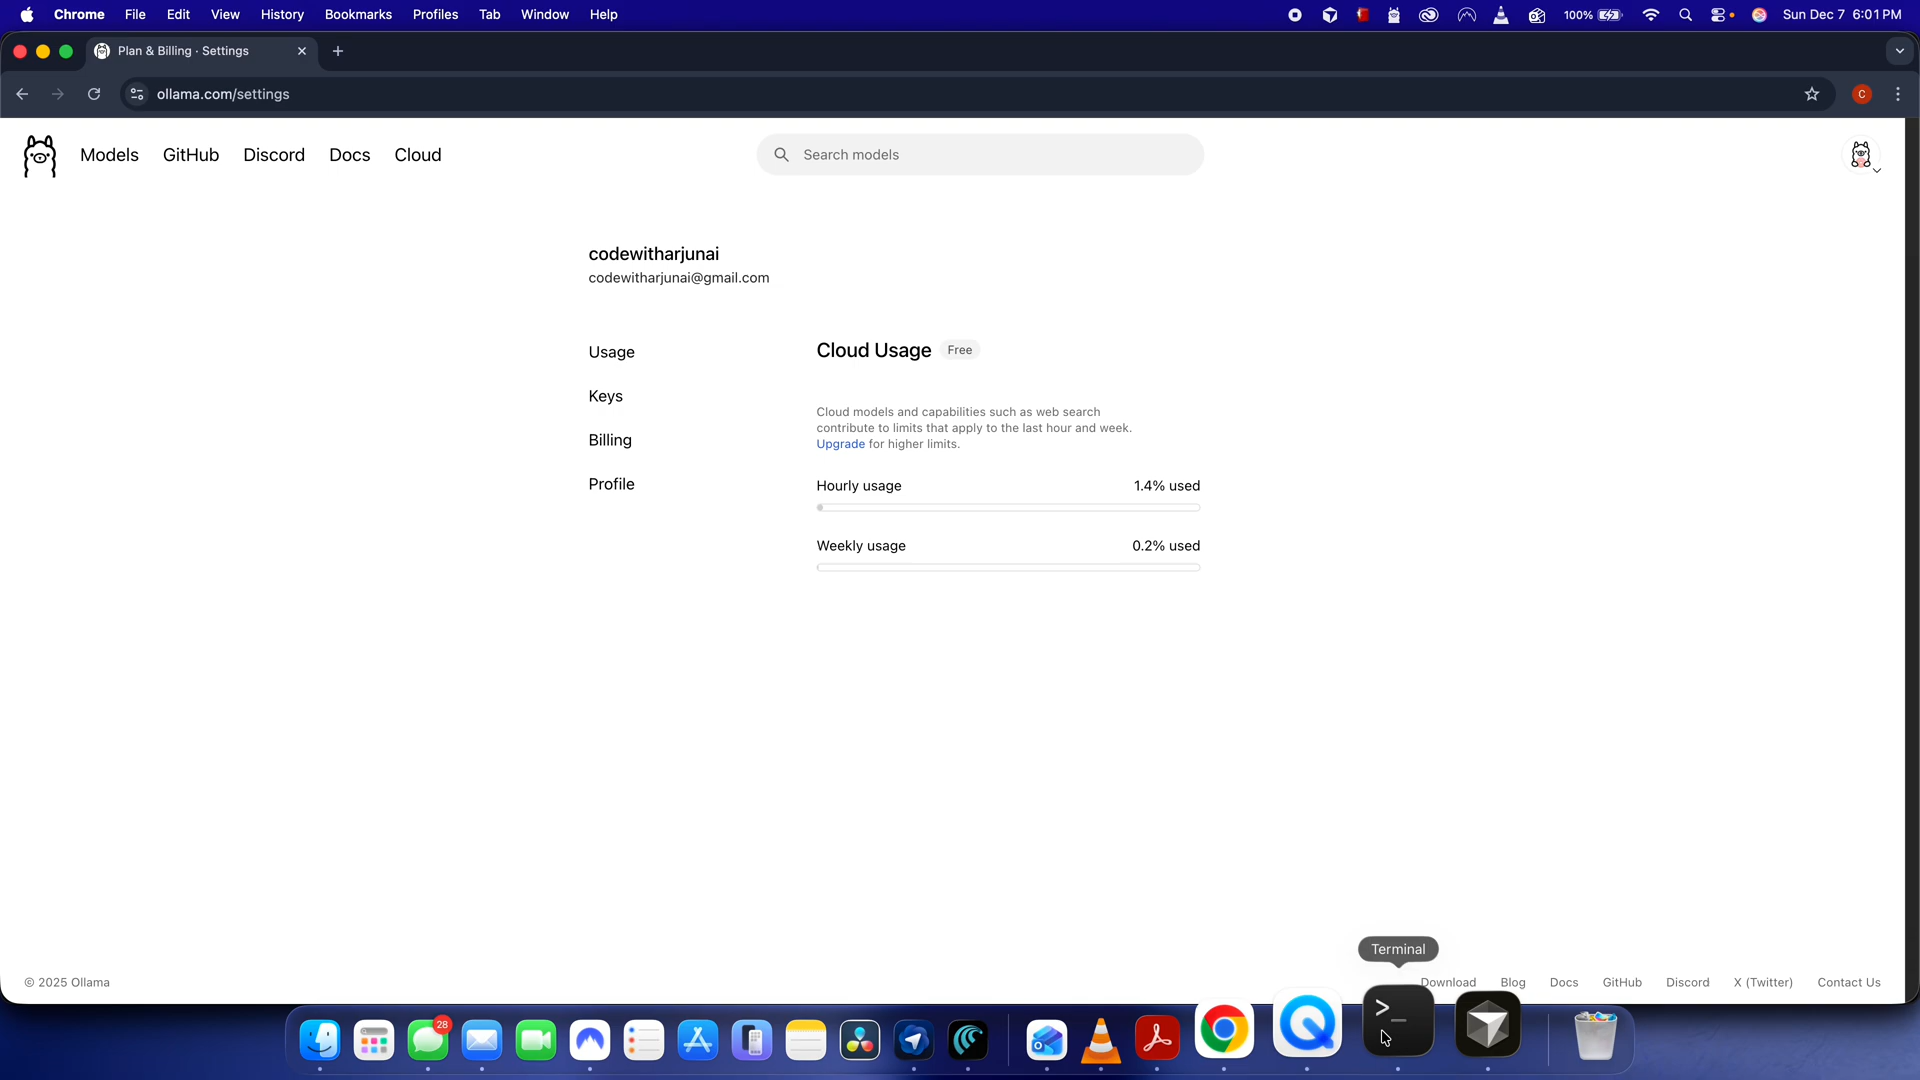 Chrome File Edit View History Bookmarks Profiles Tab Window Help
100%
Sun Dec 7 6:01 PM
Plan & Billing · Settings
ollama.com/settings
C
Models GitHub Discord Docs Cloud
Search models
codewitharjunai
codewitharjunai@gmail.com
Usage
Keys
Billing
Profile
Cloud Usage Free
Cloud models and capabilities such as web search
contribute to limits that apply to the last hour and week.
Upgrade for higher limits.
Hourly usage 1.4% used
Weekly usage 0.2% used
Terminal
© 2025 Ollama
Download Blog Docs GitHub Discord X (Twitter) Contact Us
28